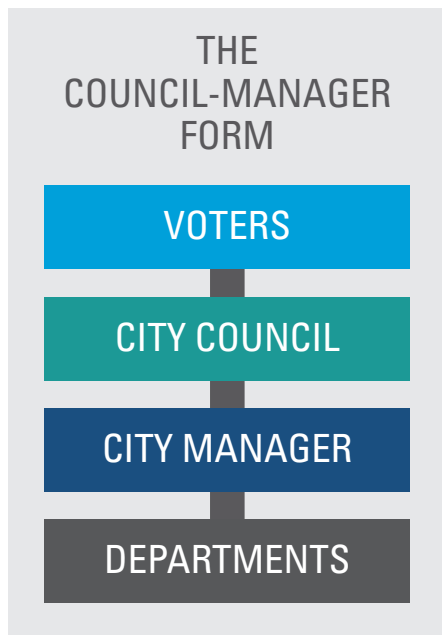 THE
COUNCIL-MANAGER
FORM
VOTERS
CITY COUNCIL
CITY MANAGER
DEPARTMENTS